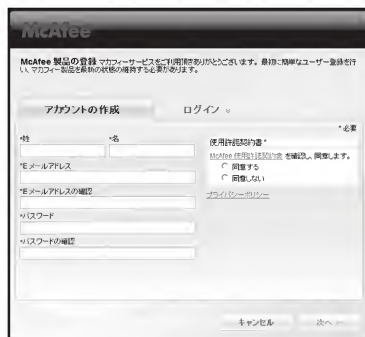 McAfee
McAfee 製品の登録 マカフィーサービスをご利用頂きありがとうございます。最初に簡単なユーザー登録を行
い、マカフィー製品を最新の状態の維持する必要があります。
アカウントの作成
ログイン
*必要
*姓
*名
*Eメールアドレス
*Eメールアドレスの確認
*パスワード
*パスワードの確認
使用許諾契約書*
McAfee 使用許諾契約書 を確認し、同意します。
同意する
同意しない
プライバシーポリシー
キャンセル
次へ